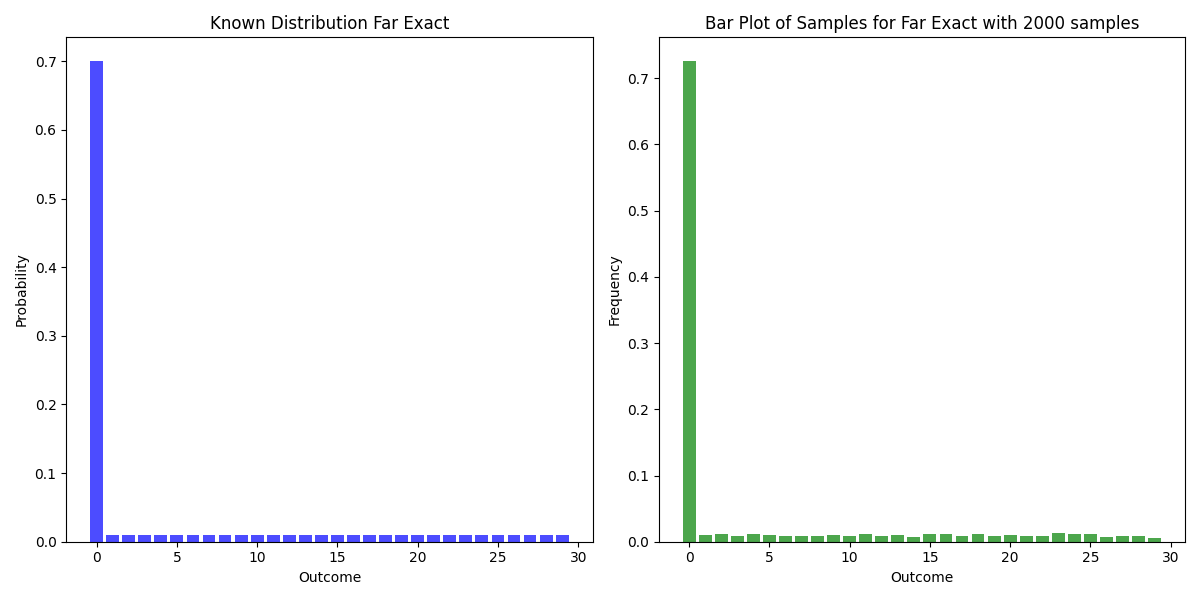 Known Distribution Far Exact
0.7
0.6
0.5
0.4
0.3
0.2
0.1
0.0
Probability
0 5 10 15 20 25 30
Outcome
Bar Plot of Samples for Far Exact with 2000 samples
0.7
0.6
0.5
0.4
0.3
0.2
0.1
0.0
Frequency
0 5 10 15 20 25 30
Outcome